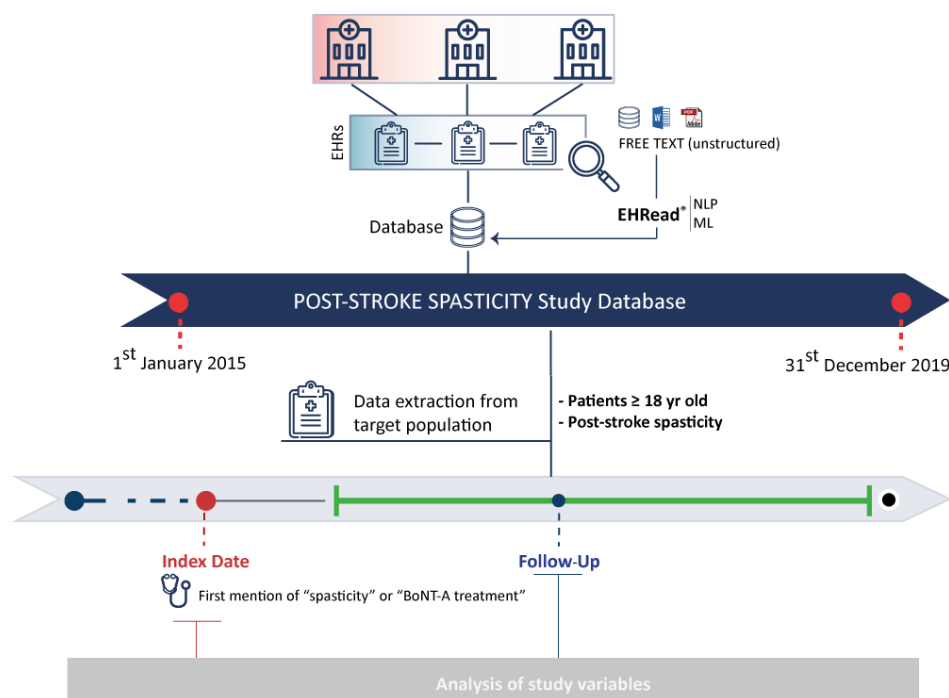 EHRs
PDF
W
Adobe
FREE TEXT (unstructured)
EHRead®
NLP
ML
Database
POST-STROKE SPASTICITY Study Database
1st January 2015
31st December 2019
Data extraction from
target population
- Patients ≥ 18 yr old
- Post-stroke spasticity
Index Date
Follow-Up
First mention of “spasticity” or “BoNT-A treatment”
Analysis of study variables